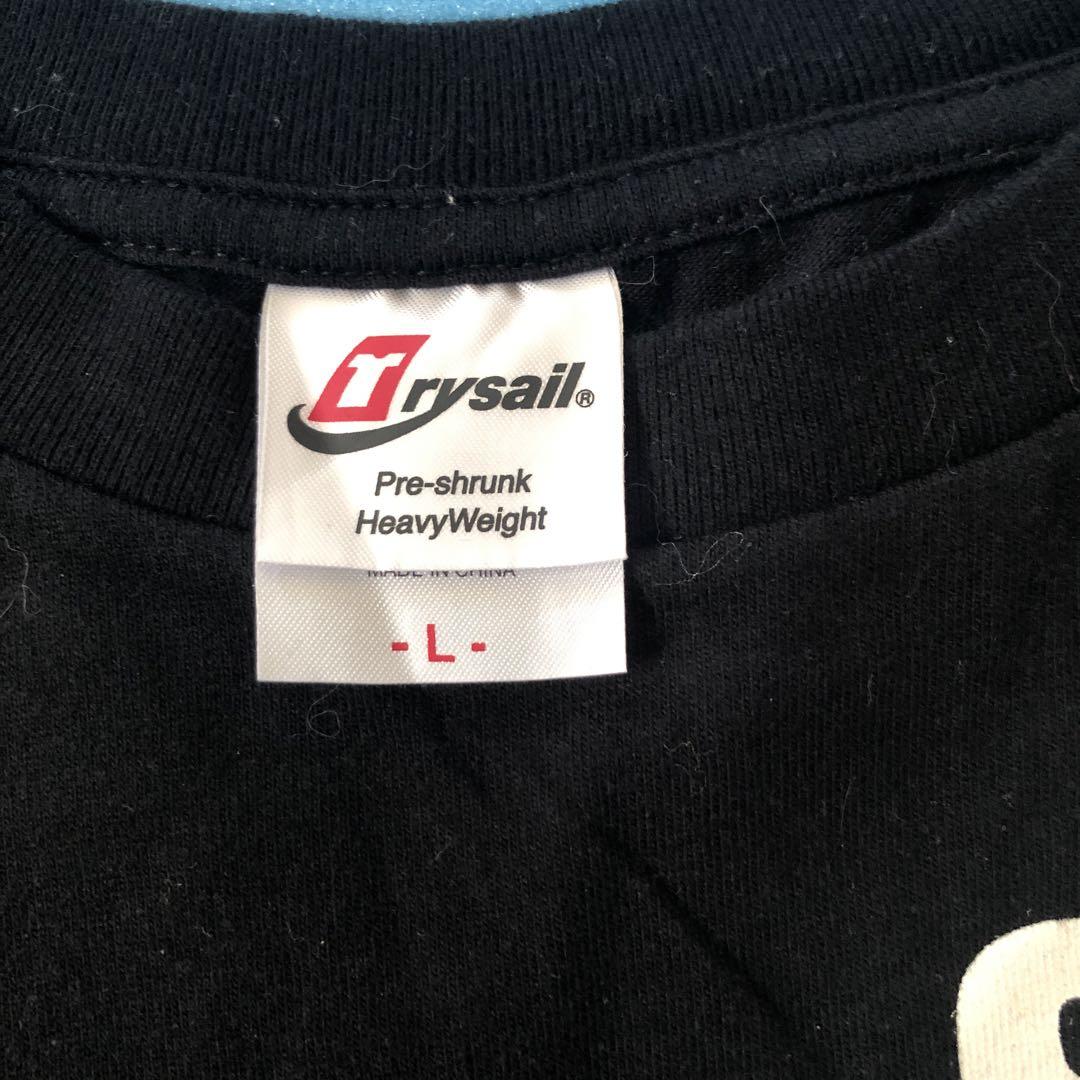 Trysail®
Pre-shrunk
HeavyWeight
MADE IN CHINA
- L -